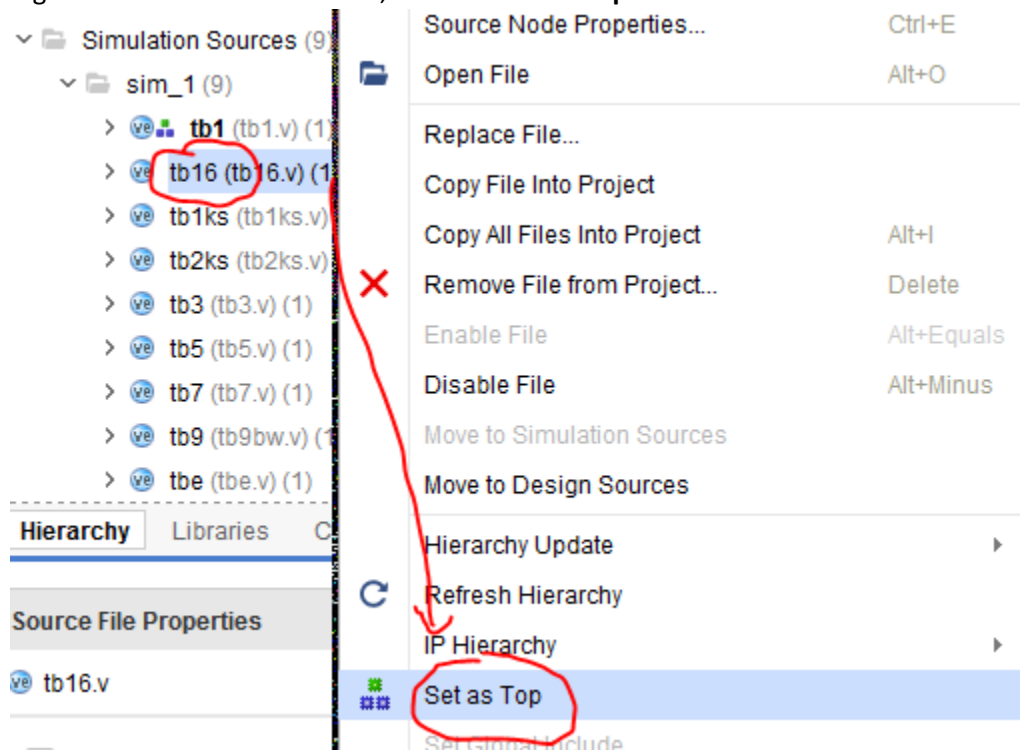 Simulation Sources (9)
sim_1 (9)
tb1 (tb1.v) (1)
tb16 (tb16.v) (1
tb1ks (tb1ks.v)
tb2ks (tb2ks.v)
tb3 (tb3.v) (1)
tb5 (tb5.v) (1)
tb7 (tb7.v) (1)
tb9 (tb9bw.v) (1
tbe (tbe.v) (1)
Hierarchy Libraries C
Source File Properties
tb16.v
Source Node Properties... Ctrl+E
Open File Alt+O
Replace File...
Copy File Into Project
Copy All Files Into Project Alt+I
Remove File from Project... Delete
Enable File Alt+Equals
Disable File Alt+Minus
Move to Simulation Sources
Move to Design Sources
Hierarchy Update
Refresh Hierarchy
IP Hierarchy
Set as Top
Set Global Include